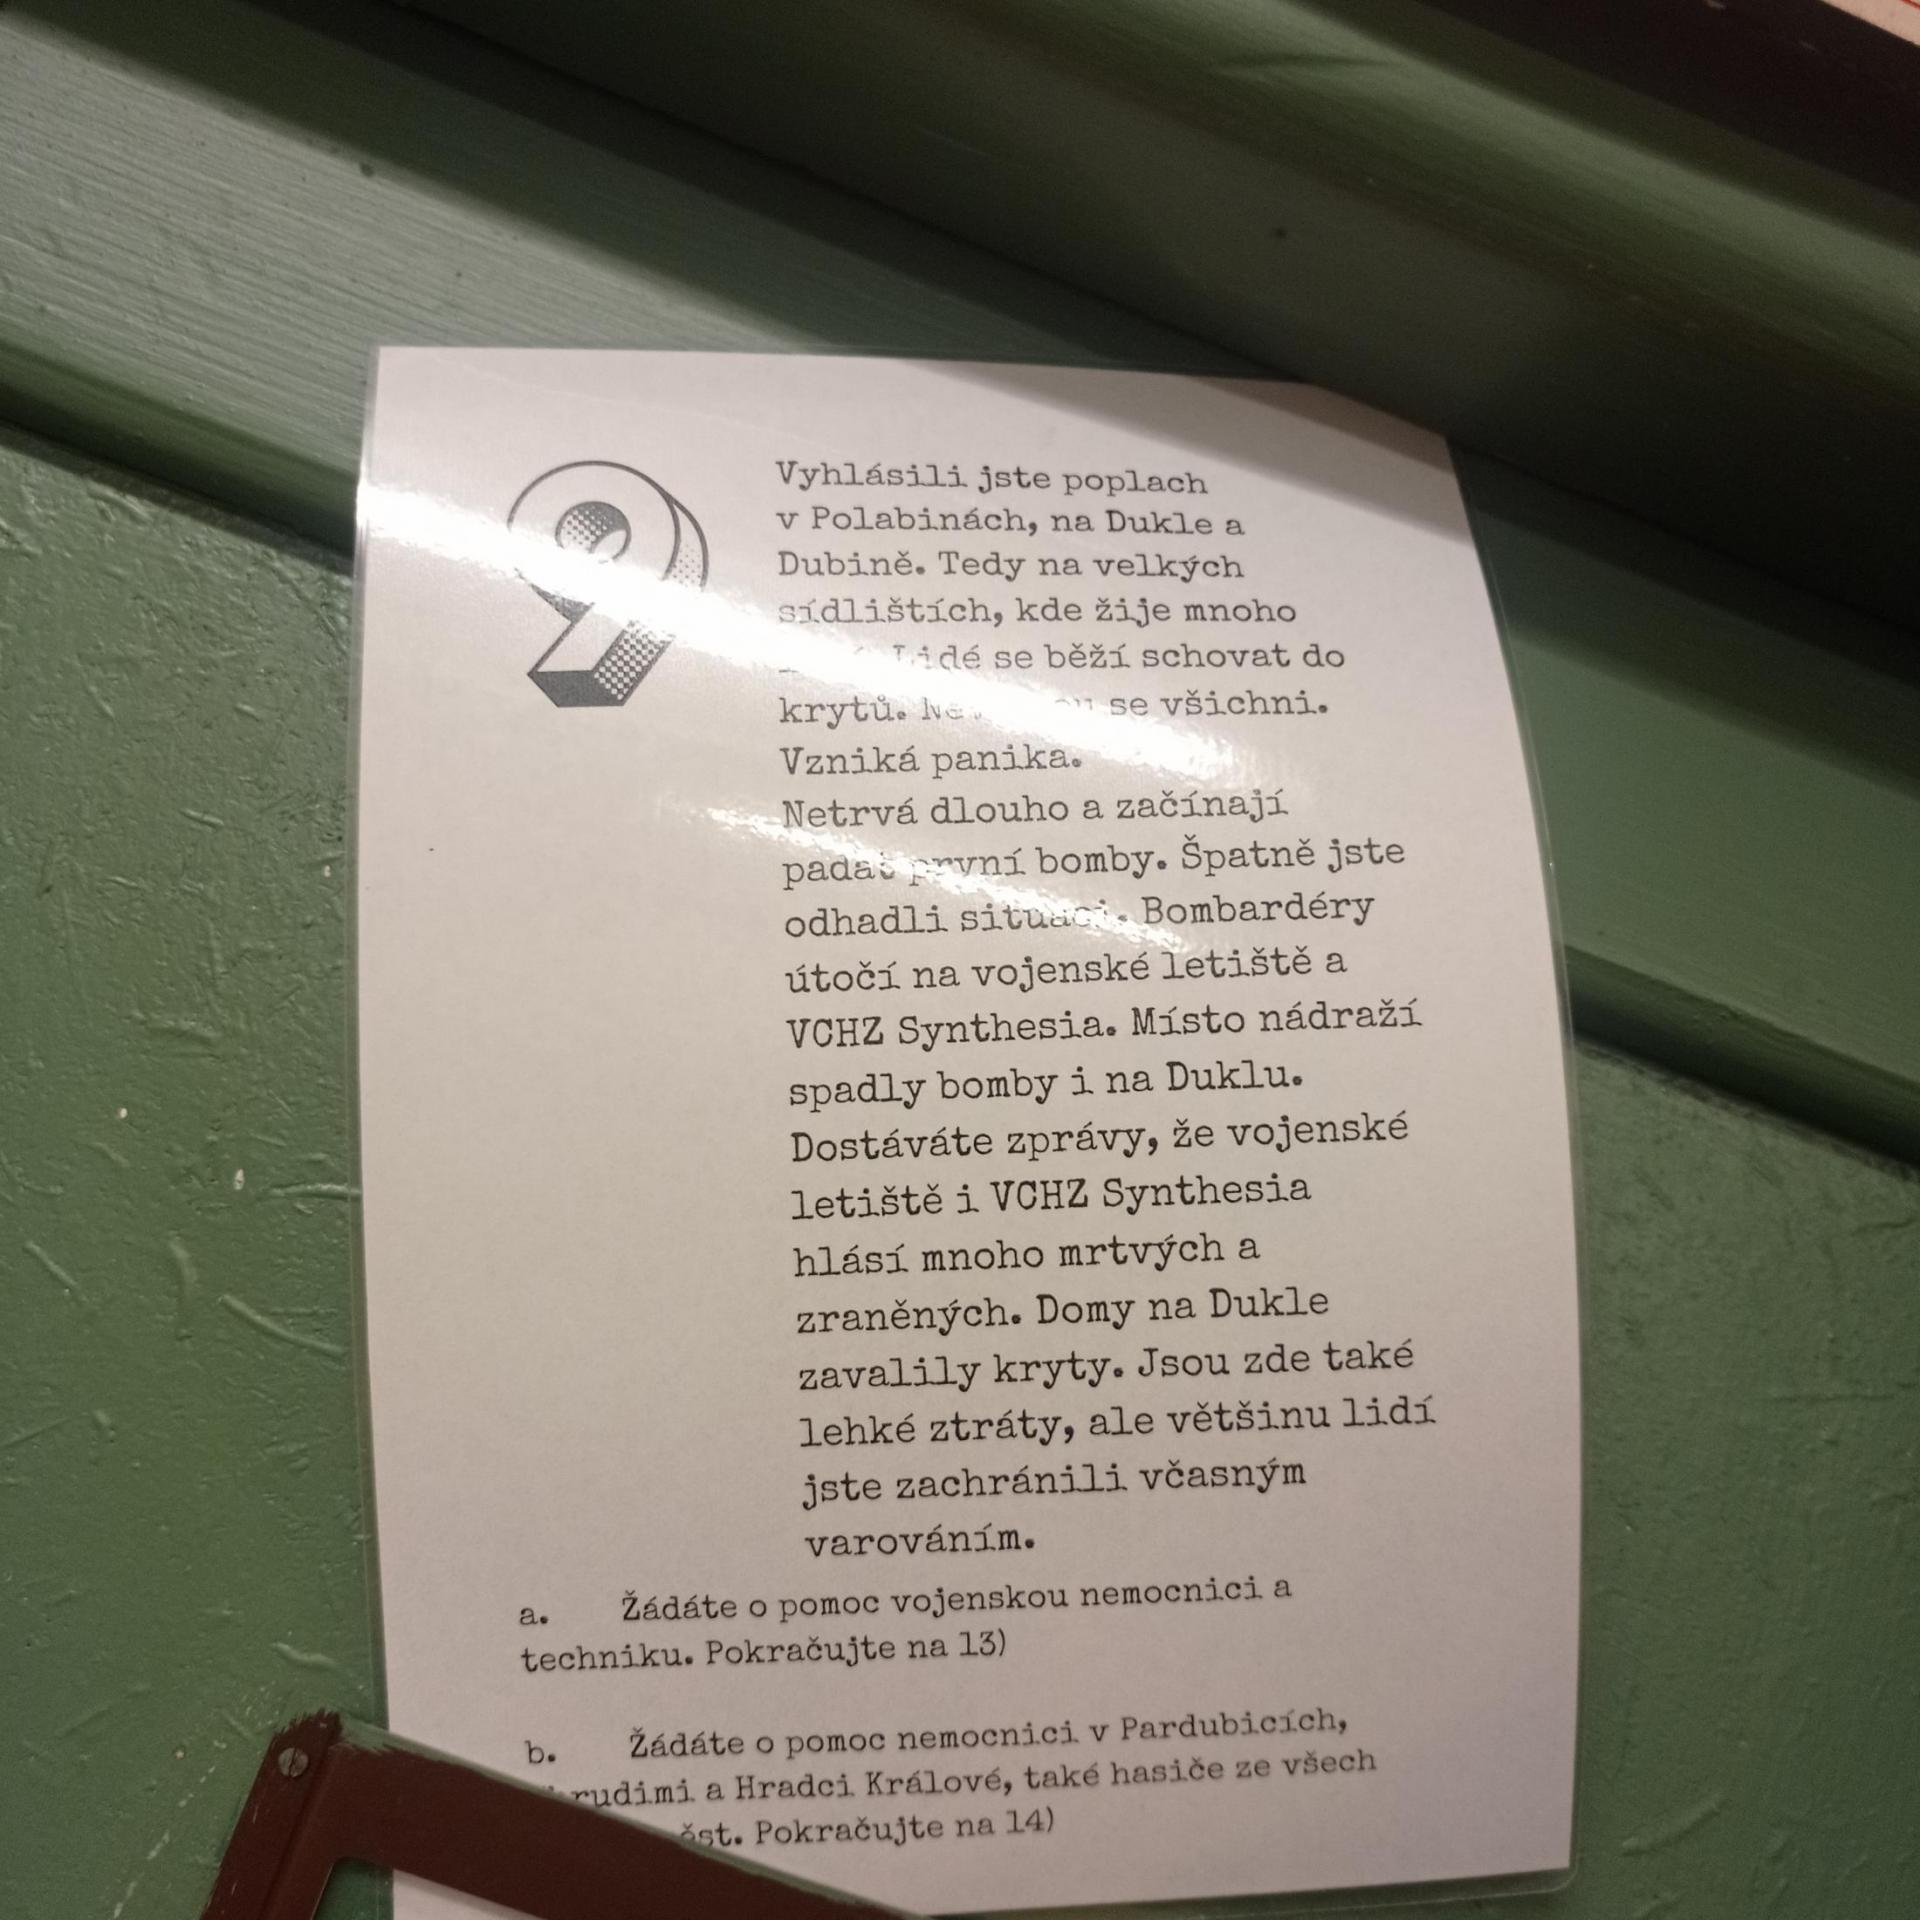 9
Vyhlásili jste poplach
v Polabinách, na Dukle a
Dubině. Tedy na velkých
sídlištích, kde žije mnoho
Lidé se běží schovat do
krytů. se všichni.
Vzniká panika.
Netrvá dlouho a začínají
padat první bomby. Špatně jste
odhadli situaci. Bombardéry
útočí na vojenské letiště a
VCHZ Synthesia. Místo nádraží
spadly bomby i na Duklu.
Dostáváte zprávy, že vojenské
letiště i VCHZ Synthesia
hlásí mnoho mrtvých a
zraněných. Domy na Dukle
zavalily kryty. Jsou zde také
lehké ztráty, ale většinu lidí
jste zachránili včasným
varováním.
a. Žádáte o pomoc vojenskou nemocnici a
techniku. Pokračujte na 13)
b. Žádáte o pomoc nemocnici v Pardubicích,
a Hradci Králové, také hasiče ze všech
Pokračujte na 14)